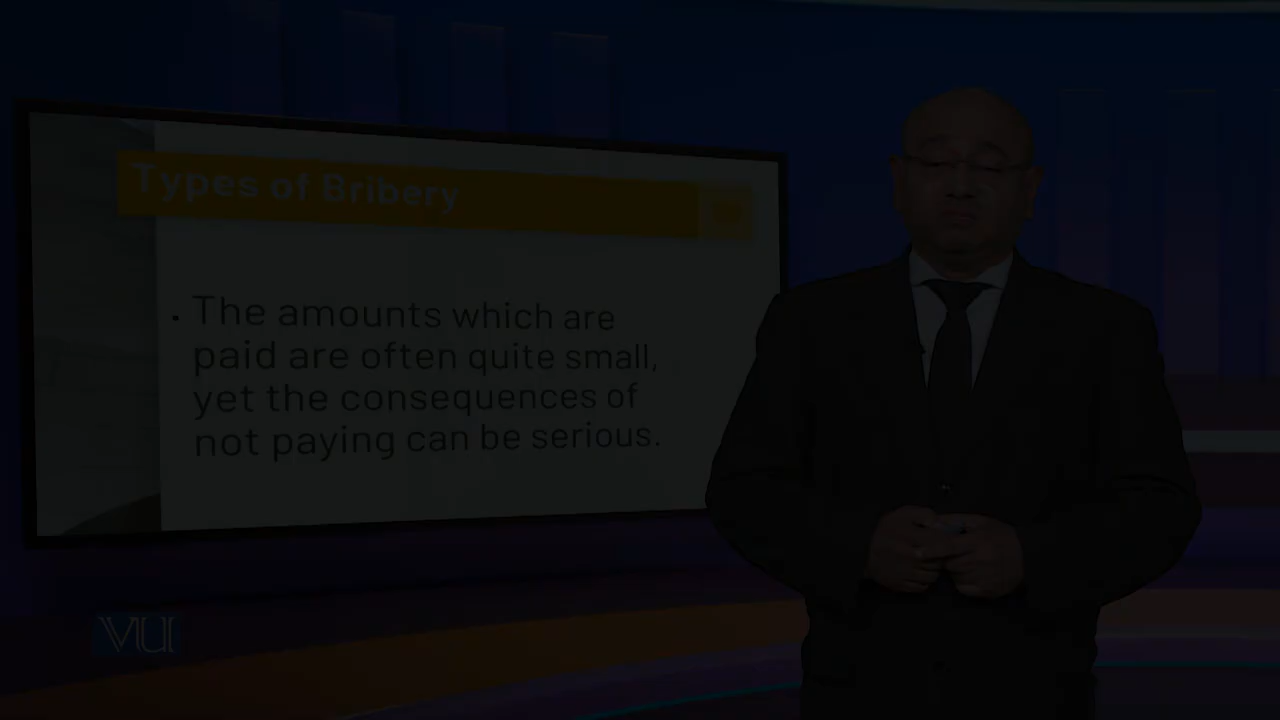 Types of Bribery
. The amounts which are
paid are often quite small,
yet the consequences of
not paying can be serious.
VU